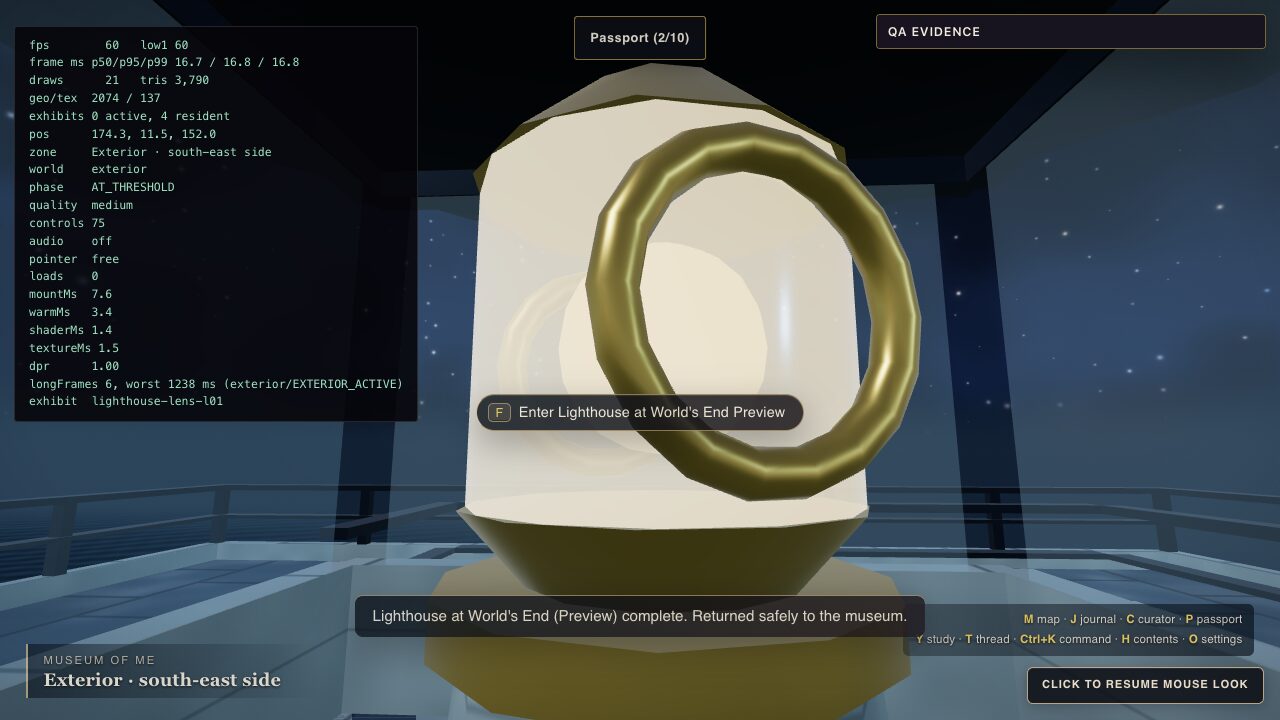 fps 60 low1 60
frame ms p50/p95/p99 16.7 / 16.8 / 16.8
draws 21 tris 3,790
geo/tex 2074 / 137
exhibits 0 active, 4 resident
pos 174.3, 11.5, 152.0
zone Exterior · south-east side
world exterior
phase AT_THRESHOLD
quality medium
controls 75
audio off
pointer free
loads 0
mountMs 7.6
warmMs 3.4
shaderMs 1.4
textureMs 1.5
dpr 1.00
longFrames 6, worst 1238 ms (exterior/EXTERIOR_ACTIVE)
exhibit lighthouse-lens-l01
Passport (2/10)
QA EVIDENCE
F Enter Lighthouse at World's End Preview
Lighthouse at World's End (Preview) complete. Returned safely to the museum.
M map · J journal · C curator · P passport
Y study · T thread · Ctrl+K command · H contents · O settings
MUSEUM OF ME
Exterior · south-east side
CLICK TO RESUME MOUSE LOOK